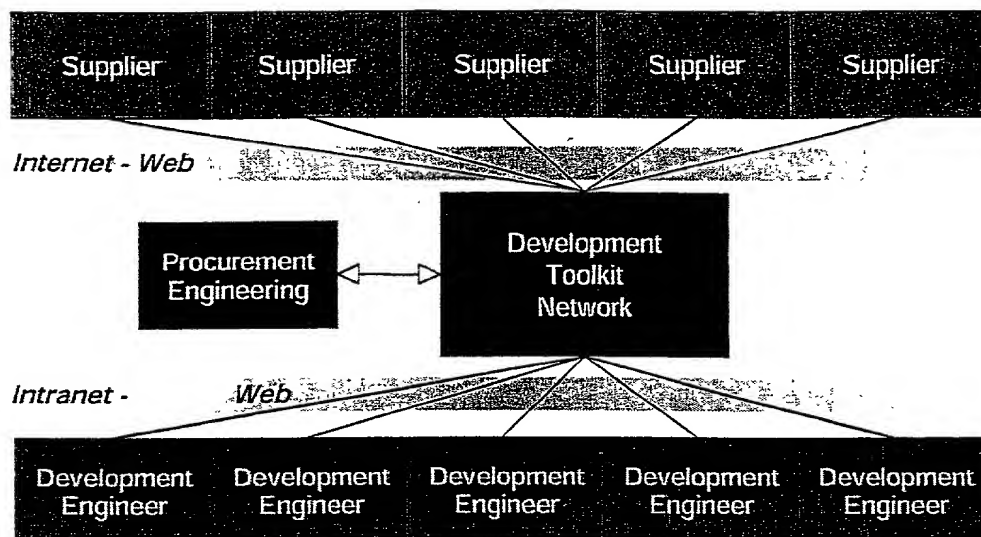 Supplier Supplier Supplier Supplier Supplier
Internet - Web
Procurement
Engineering
Development
Toolkit
Network
Intranet - Web
Development Development Development Development Development
Engineer Engineer Engineer Engineer Engineer